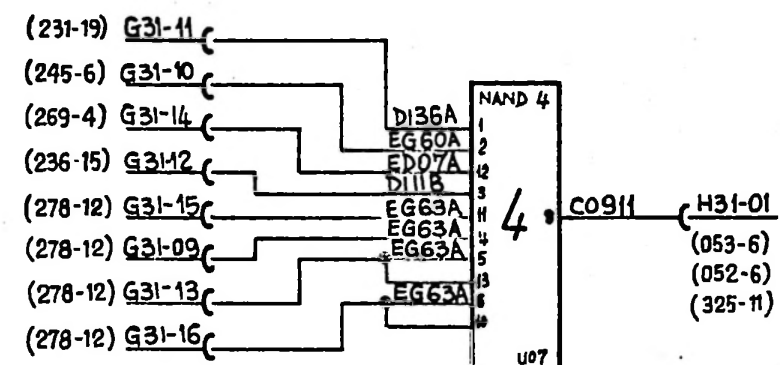 (231-19) G31-11
(245-6) G31-10
(269-4) G31-14
(236-15) G31-12
(278-12) G31-15
(278-12) G31-09
(278-12) G31-13
(278-12) G31-16
D136A
EG60A
ED07A
D111B
EG63A
EG63A
EG63A
EG63A
NAND 4
1
2
12
3
11
4
5
13
6
10
4
8
U07
C0911
H31-01
(053-6)
(052-6)
(325-11)